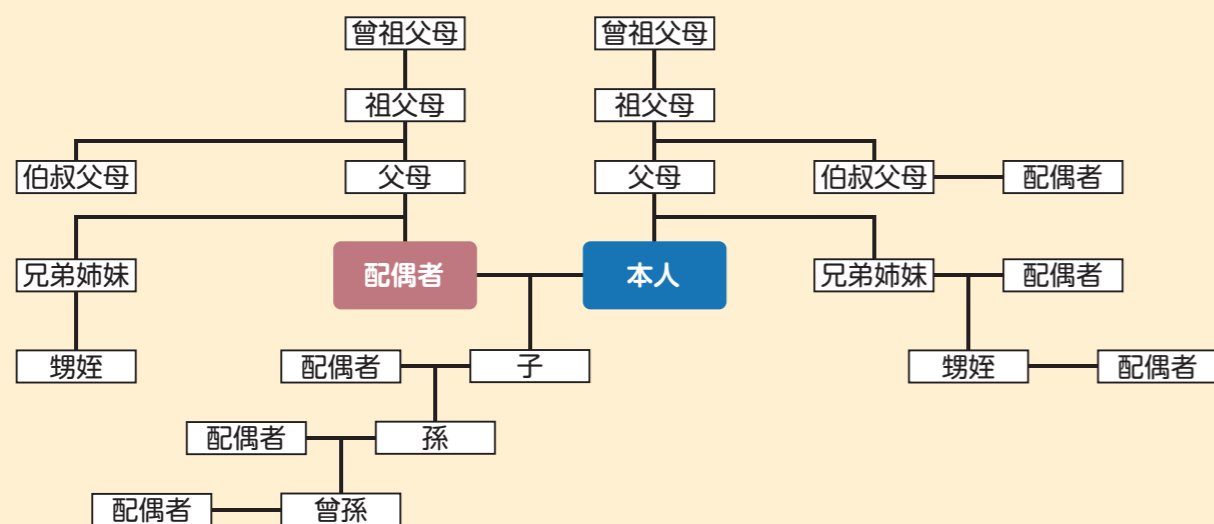 曾祖父母
曾祖父母
祖父母
祖父母
伯叔父母
父母
父母
伯叔父母
配偶者
兄弟姉妹
配偶者
本人
兄弟姉妹
配偶者
甥姪
配偶者
子
甥姪
配偶者
配偶者
孫
配偶者
曾孫